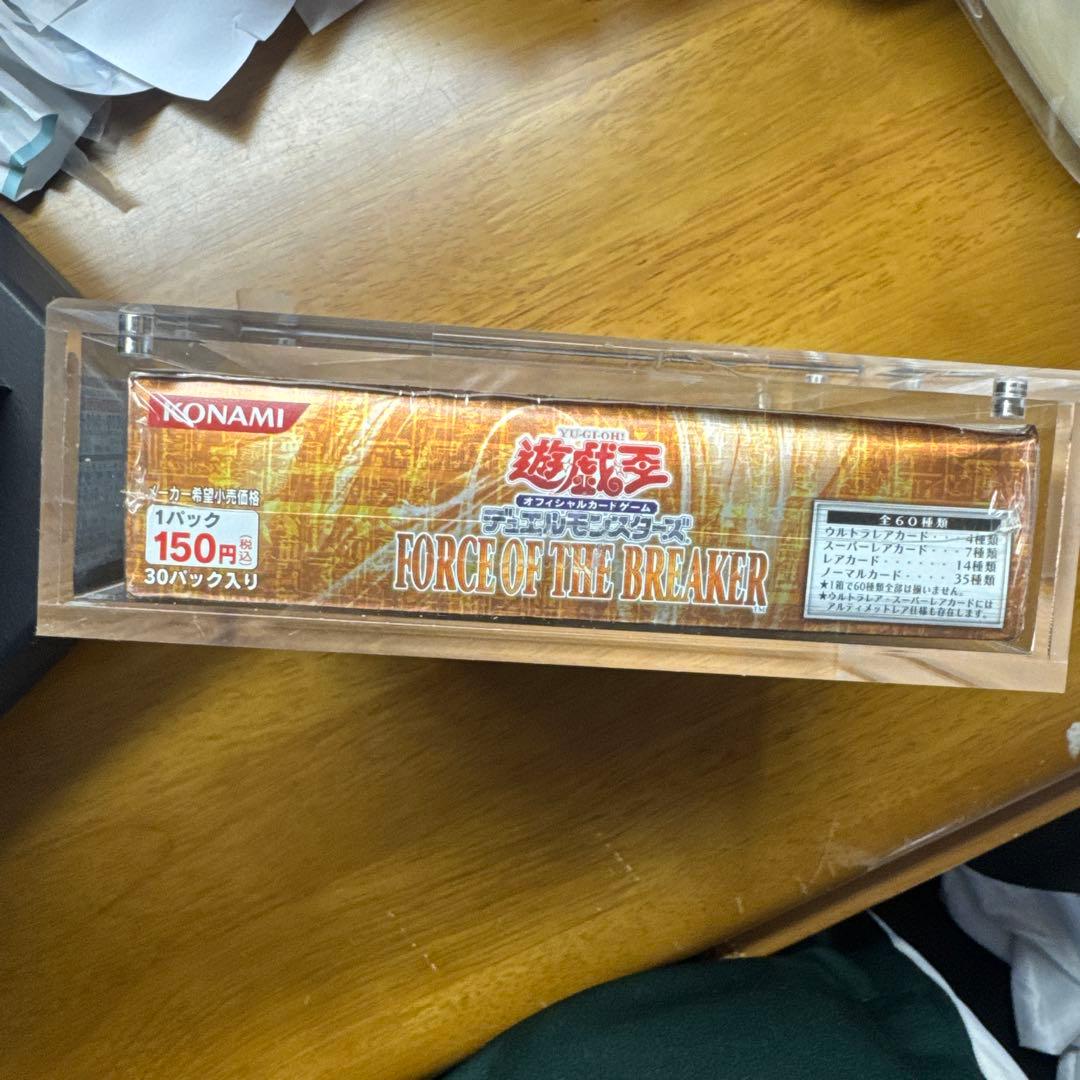 KONAMI
メーカー希望小売価格
1パック
150円税込
30パック入り
YU-GI-OH!
遊戯王
オフィシャルカードゲーム
デュエルモンスターズ
FORCE OF THE BREAKER
TM
全60種類
ウルトラレアカード・・4種類
スーパーレアカード・・7種類
レアカード・・・・・・14種類
ノーマルカード・・・・35種類
★1箱で60種類全部は揃いません。
★ウルトラレア・スーパーレアカードには
アルティメットレア仕様も存在します。